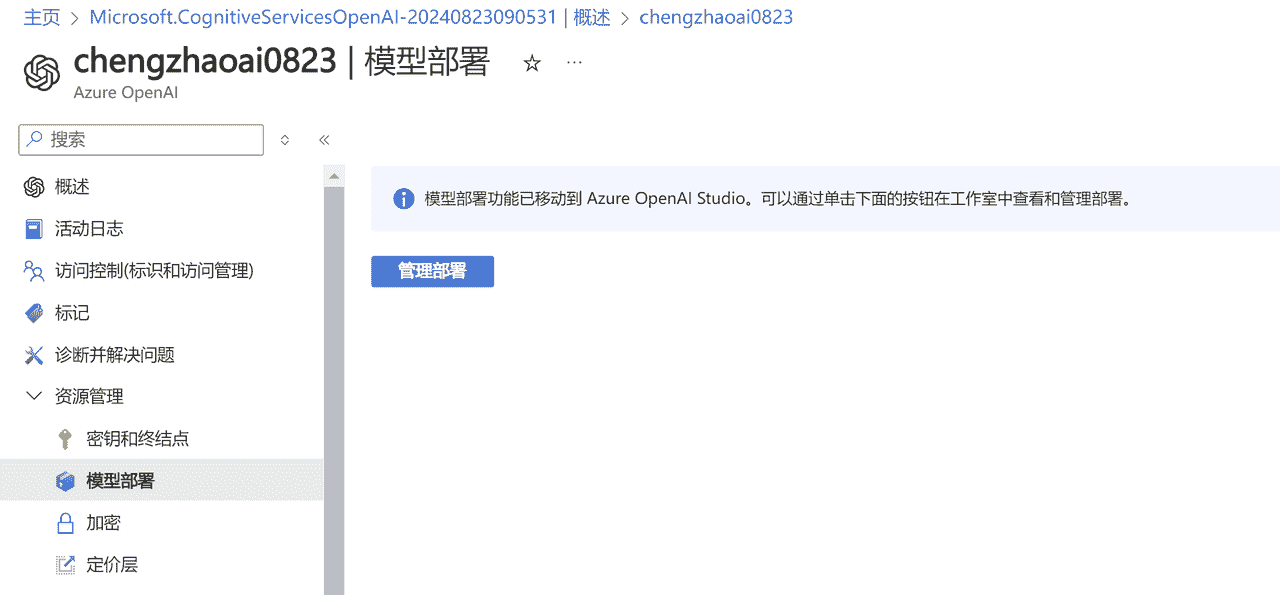 主页 > Microsoft.CognitiveServicesOpenAI-20240823090531 | 概述 > chengzhaoai0823
chengzhaoai0823 | 模型部署
Azure OpenAI
搜索
概述
活动日志
访问控制(标识和访问管理)
标记
诊断并解决问题
资源管理
密钥和终结点
模型部署
加密
定价层
模型部署功能已移动到 Azure OpenAI Studio。可以通过单击下面的按钮在工作室中查看和管理部署。
管理部署